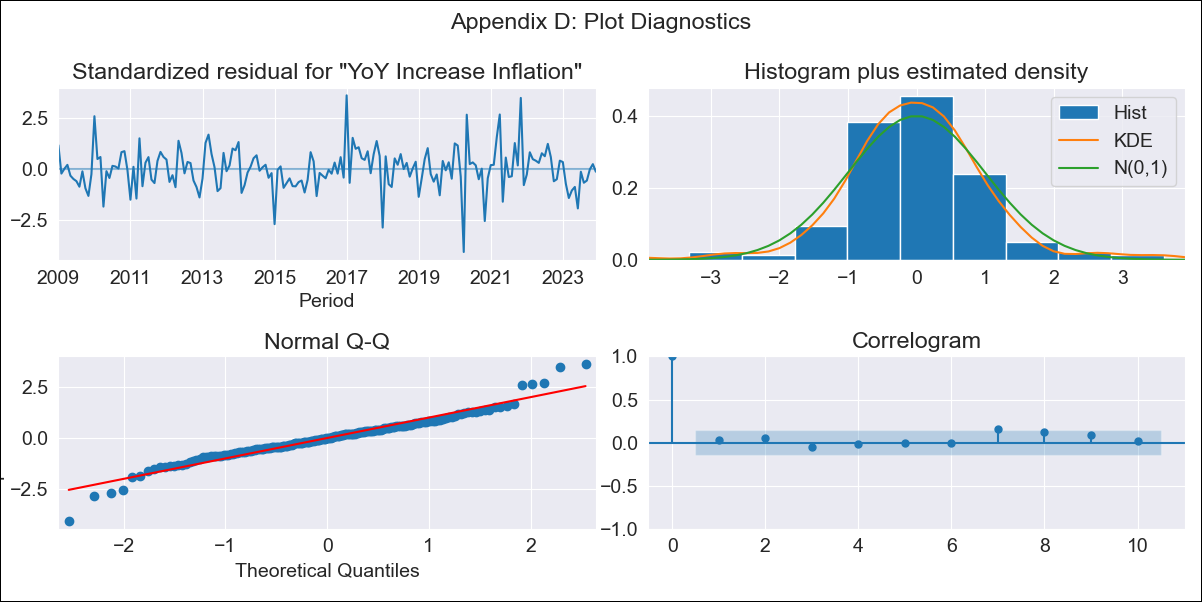 Appendix D: Plot Diagnostics
Standardized residual for "YoY Increase Inflation"
2.5
0.0
−2.5
2009 2011 2013 2015 2017 2019 2021 2023
Period
Histogram plus estimated density
0.4
0.2
0.0
−3 −2 −1 0 1 2 3
Hist
KDE
N(0,1)
Normal Q-Q
2.5
0.0
−2.5
−2 −1 0 1 2
Theoretical Quantiles
Correlogram
1.0
0.5
0.0
−0.5
−1.0
0 2 4 6 8 10